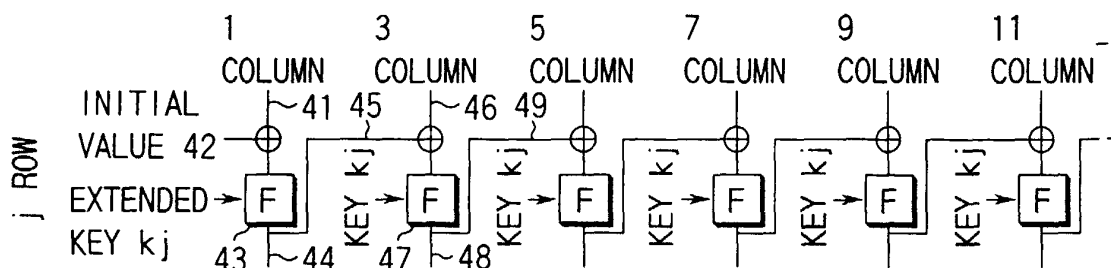 1 3 5 7 9 11
COLUMN COLUMN COLUMN COLUMN COLUMN COLUMN
41 45 46 49
INITIAL
VALUE 42
j ROW
EXTENDED
KEY kj
F KEY kj F KEY kj F KEY kj F KEY kj F KEY kj F
43 44 47 48